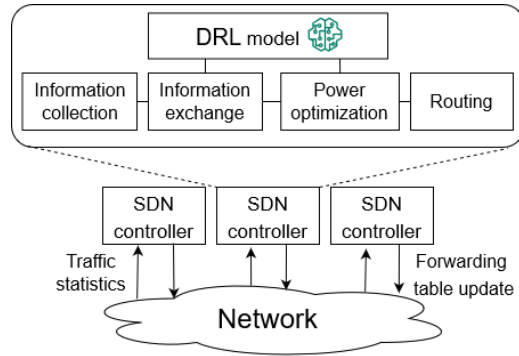 DRL model
Information
collection
Information
exchange
Power
optimization
Routing
SDN
controller
SDN
controller
SDN
controller
Traffic
statistics
Forwarding
table update
Network